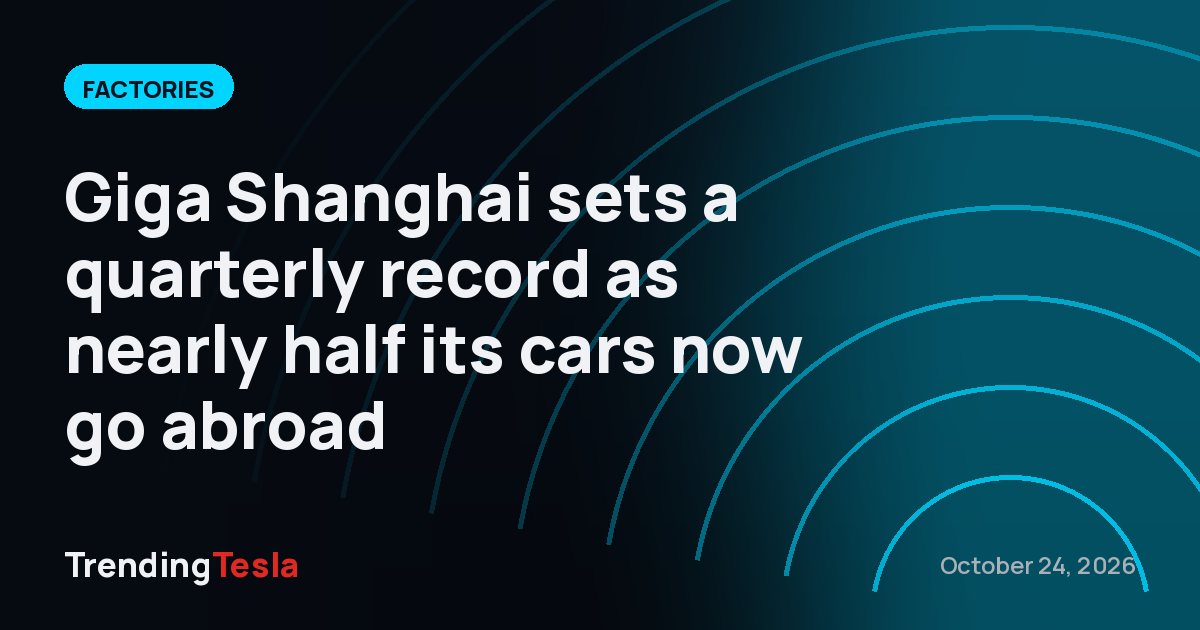 FACTORIES
Giga Shanghai sets a
quarterly record as
nearly half its cars now
go abroad
TrendingTesla
October 24, 2026